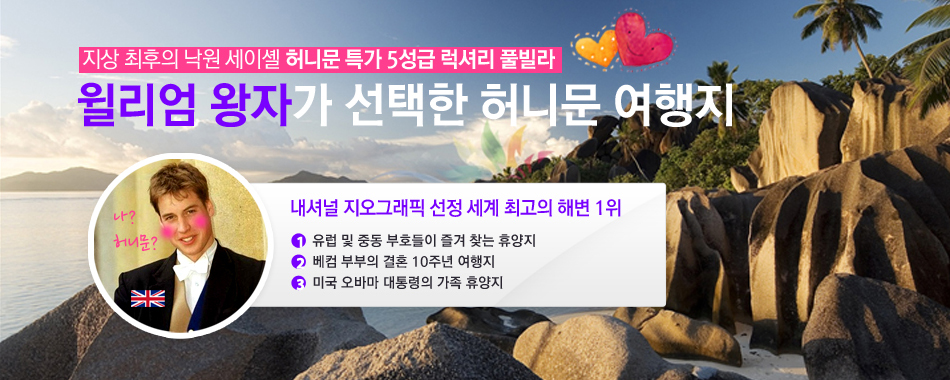 지상 최후의 낙원 세이셸 허니문 특가 5성급 럭셔리 풀빌라
윌리엄 왕자가 선택한 허니문 여행지
나?
허니문?
내셔널 지오그래픽 선정 세계 최고의 해변 1위
1 유럽 및 중동 부호들이 즐겨 찾는 휴양지
2 베컴 부부의 결혼 10주년 여행지
3 미국 오바마 대통령의 가족 휴양지